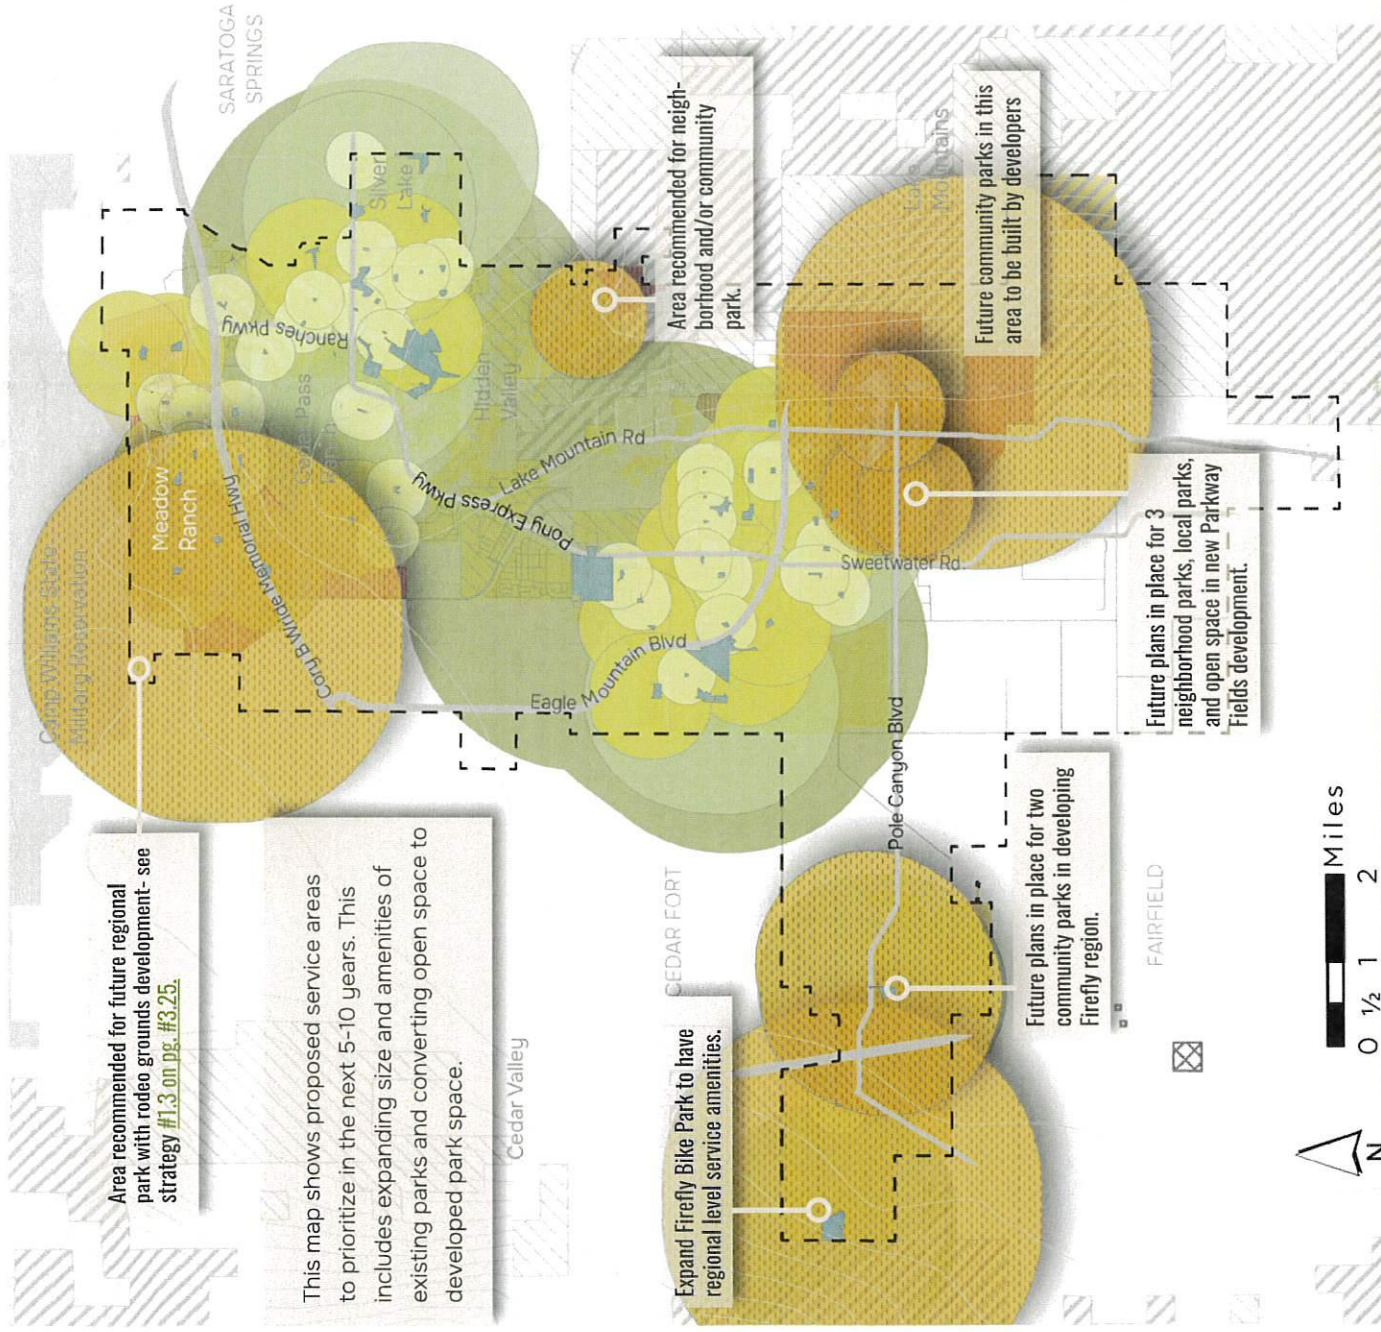 SARATOGA
SPRINGS
Camp Williams State
Military Reservation
Meadow
Ranch
Ranches Pkwy
Silver
Lake
Cory B Wride Memorial Hwy
Pass
Ranch
Hidden
Valley
Pony Express Pkwy
Lake Mountain Rd
Eagle Mountain Blvd
Sweetwater Rd
Pole Canyon Blvd
Lake
Mountains
CEDAR FORT
Cedar Valley
FAIRFIELD
Area recommended for future regional
park with rodeo grounds development- see
strategy #1.3 on pg. #3.25.
This map shows proposed service areas
to prioritize in the next 5-10 years. This
includes expanding size and amenities of
existing parks and converting open space to
developed park space.
Area recommended for neigh-
borhood and/or community
park.
Future community parks in this
area to be built by developers
Expand Firefly Bike Park to have
regional level service amenities.
Future plans in place for two
community parks in developing
Firefly region.
Future plans in place for 3
neighborhood parks, local parks,
and open space in new Parkway
Fields development.
N
0 ½ 1 2
Miles